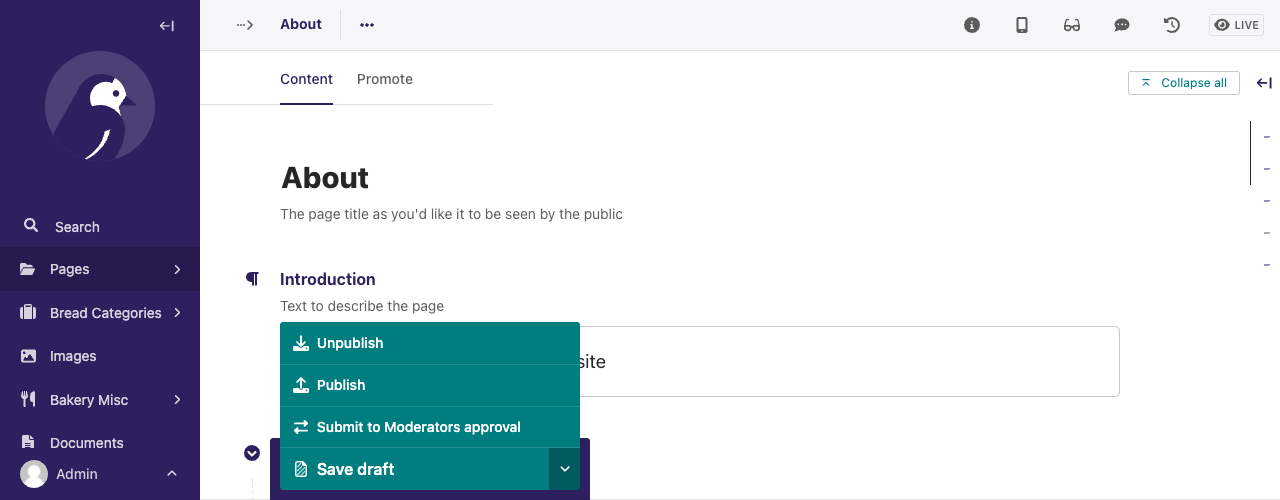 About
LIVE
Content
Promote
Collapse all
Search
Pages
Bread Categories
Images
Bakery Misc
Documents
Admin
About
The page title as you'd like it to be seen by the public
Introduction
Text to describe the page
site
Unpublish
Publish
Submit to Moderators approval
Save draft